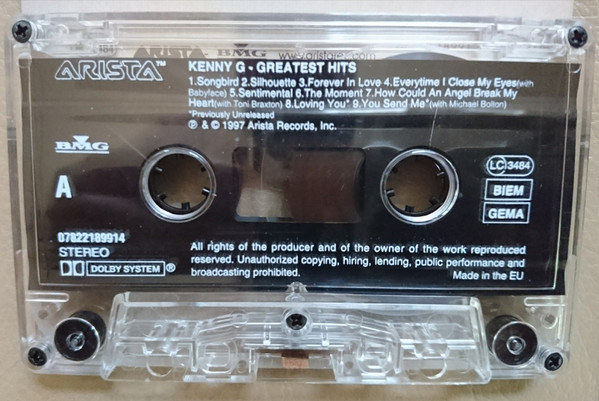 ARISTA™
KENNY G - GREATEST HITS
1.Songbird 2.Silhouette 3.Forever In Love 4.Everytime I Close My Eyes(with
Babyface) 5.Sentimental 6.The Moment 7.How Could An Angel Break My
Heart(with Toni Braxton) 8.Loving You* 9.You Send Me*(with Michael Bolton)
*Previously Unreleased
℗ & © 1997 Arista Records, Inc.
BMG
A
LC 3484
BIEM
GEMA
07822189914
STEREO
DOLBY SYSTEM ®
All rights of the producer and of the owner of the work reproduced
reserved. Unauthorized copying, hiring, lending, public performance and
broadcasting prohibited.
Made in the EU